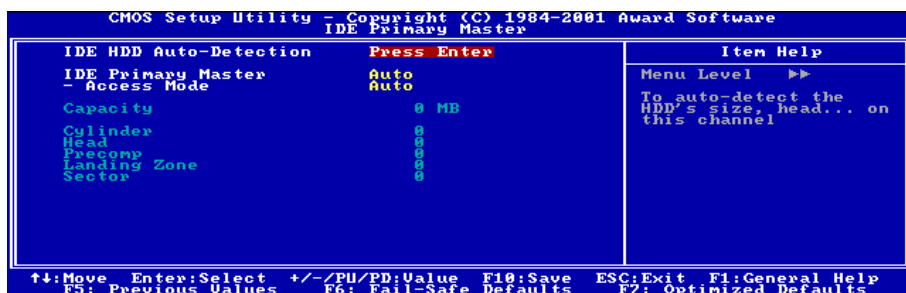 CMOS Setup Utility - Copyright (C) 1984-2001 Award Software
IDE Primary Master
IDE HDD Auto-Detection Press Enter
IDE Primary Master Auto
- Access Mode Auto
Capacity 0 MB
Cylinder 0
Head 0
Precomp 0
Landing Zone 0
Sector 0
Item Help
Menu Level ▶▶
To auto-detect the
HDD's size, head... on
this channel
↑↓:Move Enter:Select +/-/PU/PD:Value F10:Save ESC:Exit F1:General Help
F5: Previous Values F6: Fail-Safe Defaults F7: Optimized Defaults